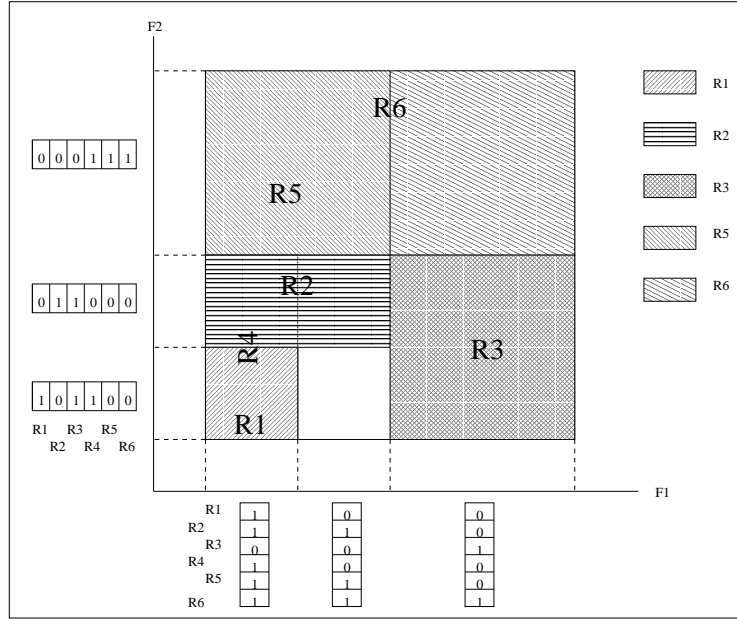 F2
R6
R1
R2
0 0 0 1 1 1
R5
R3
R5
R2
R6
0 1 1 0 0 0
R4
R3
1 0 1 1 0 0
R1
R1 R3 R5
R2 R4 R6
F1
R1 1 0 0
R2 1 1 0
R3 0 0 1
R4 1 0 0
R5 1 1 0
R6 1 1 1